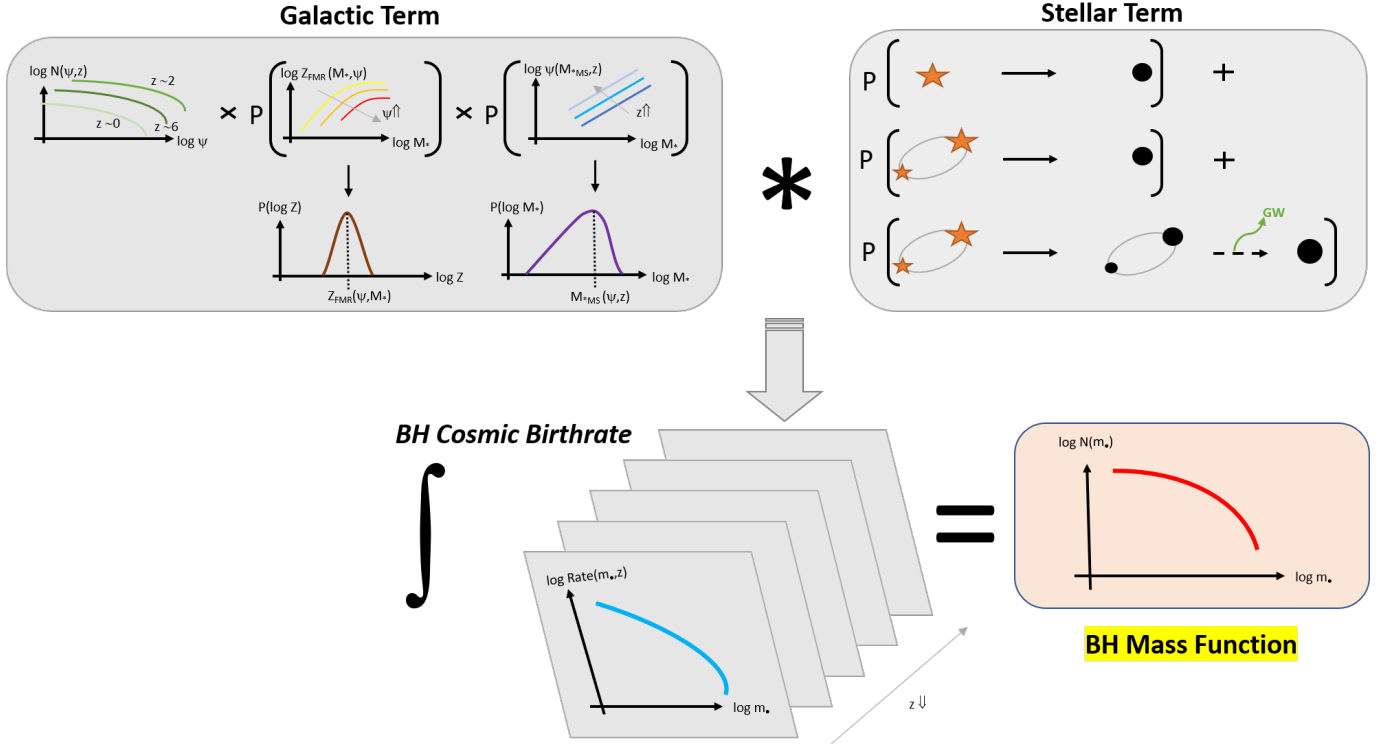 Galactic Term
Stellar Term
log N(ψ,z)
z ~2
z ~0
z ~6
log ψ
×
P
log Z_FMR (M*,ψ)
ψ⇑
log M*
×
P
log ψ(M*MS,z)
z⇑
log M*
P(log Z)
log Z
Z_FMR(ψ,M*)
P(log M*)
log M*
M*MS (ψ,z)
*
P
+
P
+
P
GW
BH Cosmic Birthrate
∫
log Rate(m•,z)
log m•
z ⇓
=
log N(m•)
log m•
BH Mass Function